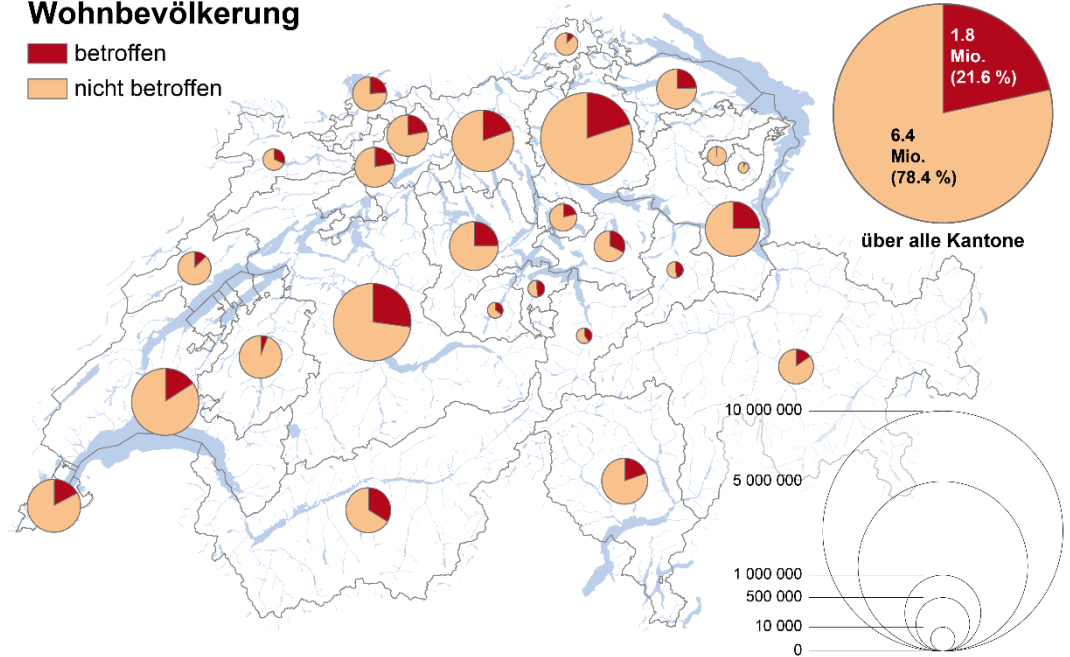 Wohnbevölkerung
betroffen
nicht betroffen
1.8
Mio.
(21.6 %)
6.4
Mio.
(78.4 %)
über alle Kantone
10 000 000
5 000 000
1 000 000
500 000
10 000
0